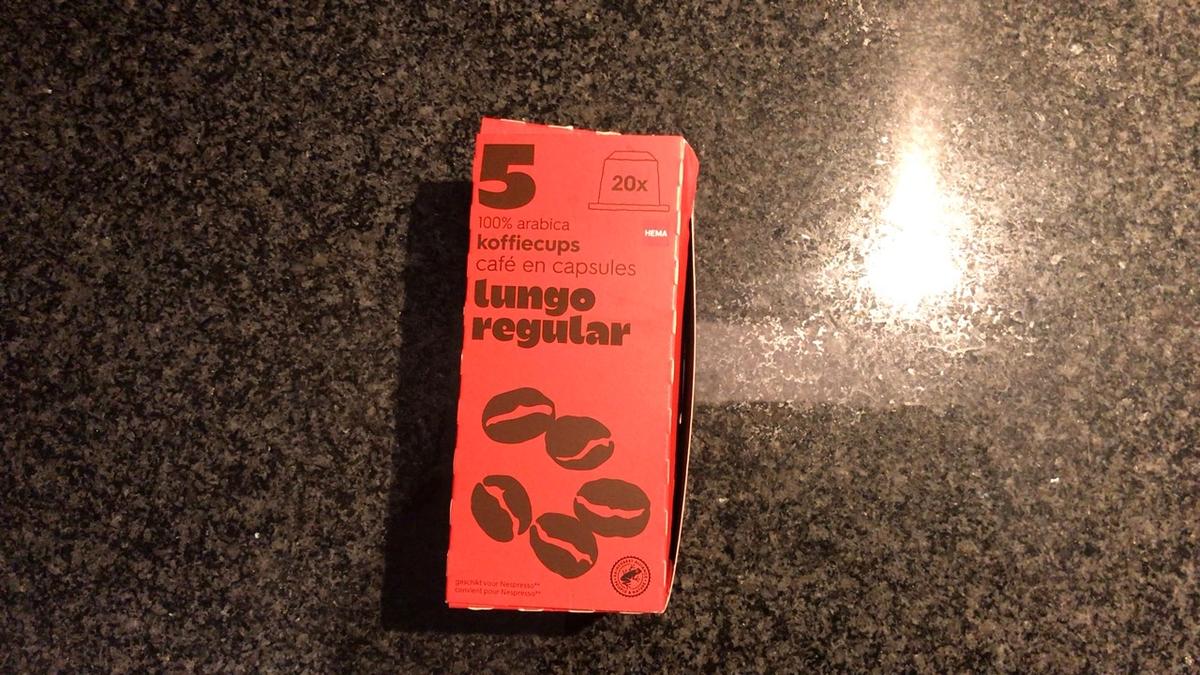 5
20x
100% arabica
HEMA
koffiecups
café en capsules
lungo
regular
geschikt voor Nespresso**
convient pour Nespresso**